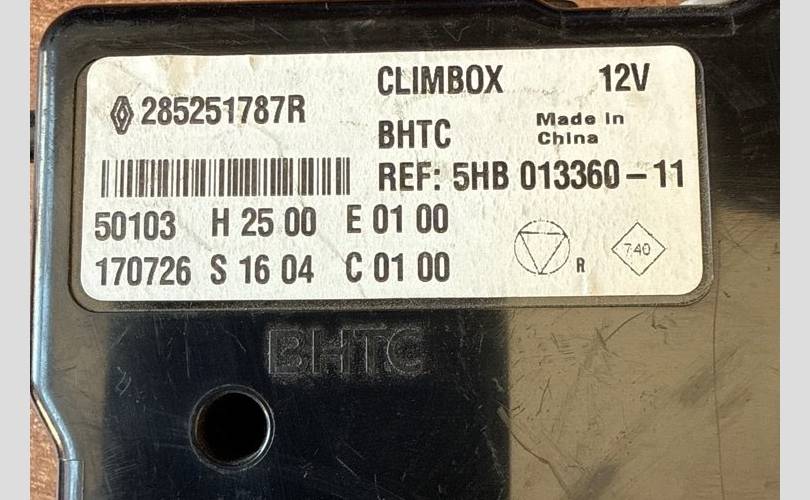 CLIMBOX 12V
285251787R
BHTC Made in
China
REF: 5HB 013360-11
50103 H 25 00 E 01 00
170726 S 16 04 C 01 00
R
740
BHTC